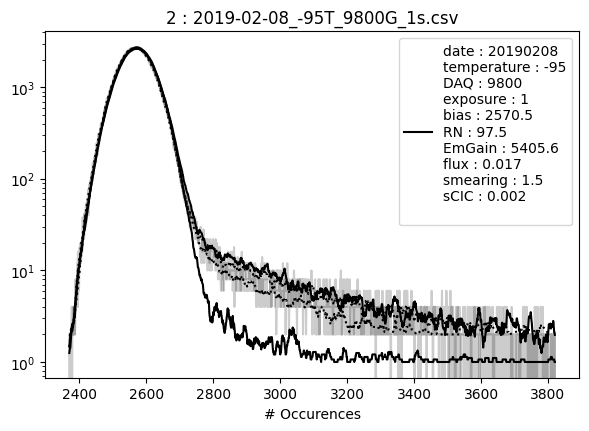 2 : 2019-02-08_-95T_9800G_1s.csv
date : 20190208
temperature : -95
DAQ : 9800
exposure : 1
bias : 2570.5
RN : 97.5
EmGain : 5405.6
flux : 0.017
smearing : 1.5
sCIC : 0.002
10³
10²
10¹
10⁰
2400 2600 2800 3000 3200 3400 3600 3800
# Occurences